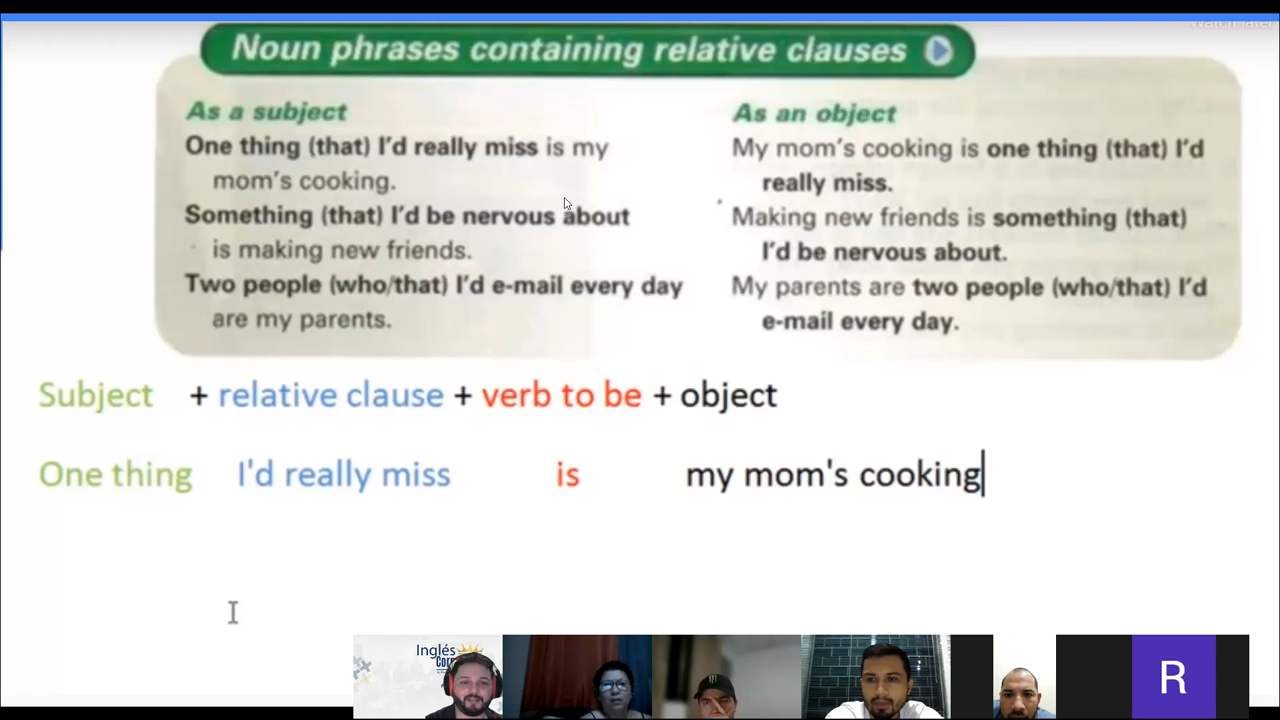 Watch later
Noun phrases containing relative clauses
As a subject
One thing (that) I'd really miss is my
mom's cooking.
Something (that) I'd be nervous about
is making new friends.
Two people (who/that) I'd e-mail every day
are my parents.
As an object
My mom's cooking is one thing (that) I'd
really miss.
Making new friends is something (that)
I'd be nervous about.
My parents are two people (who/that) I'd
e-mail every day.
Subject + relative clause + verb to be + object
One thing I'd really miss is my mom's cooking
Inglés
Corp
R